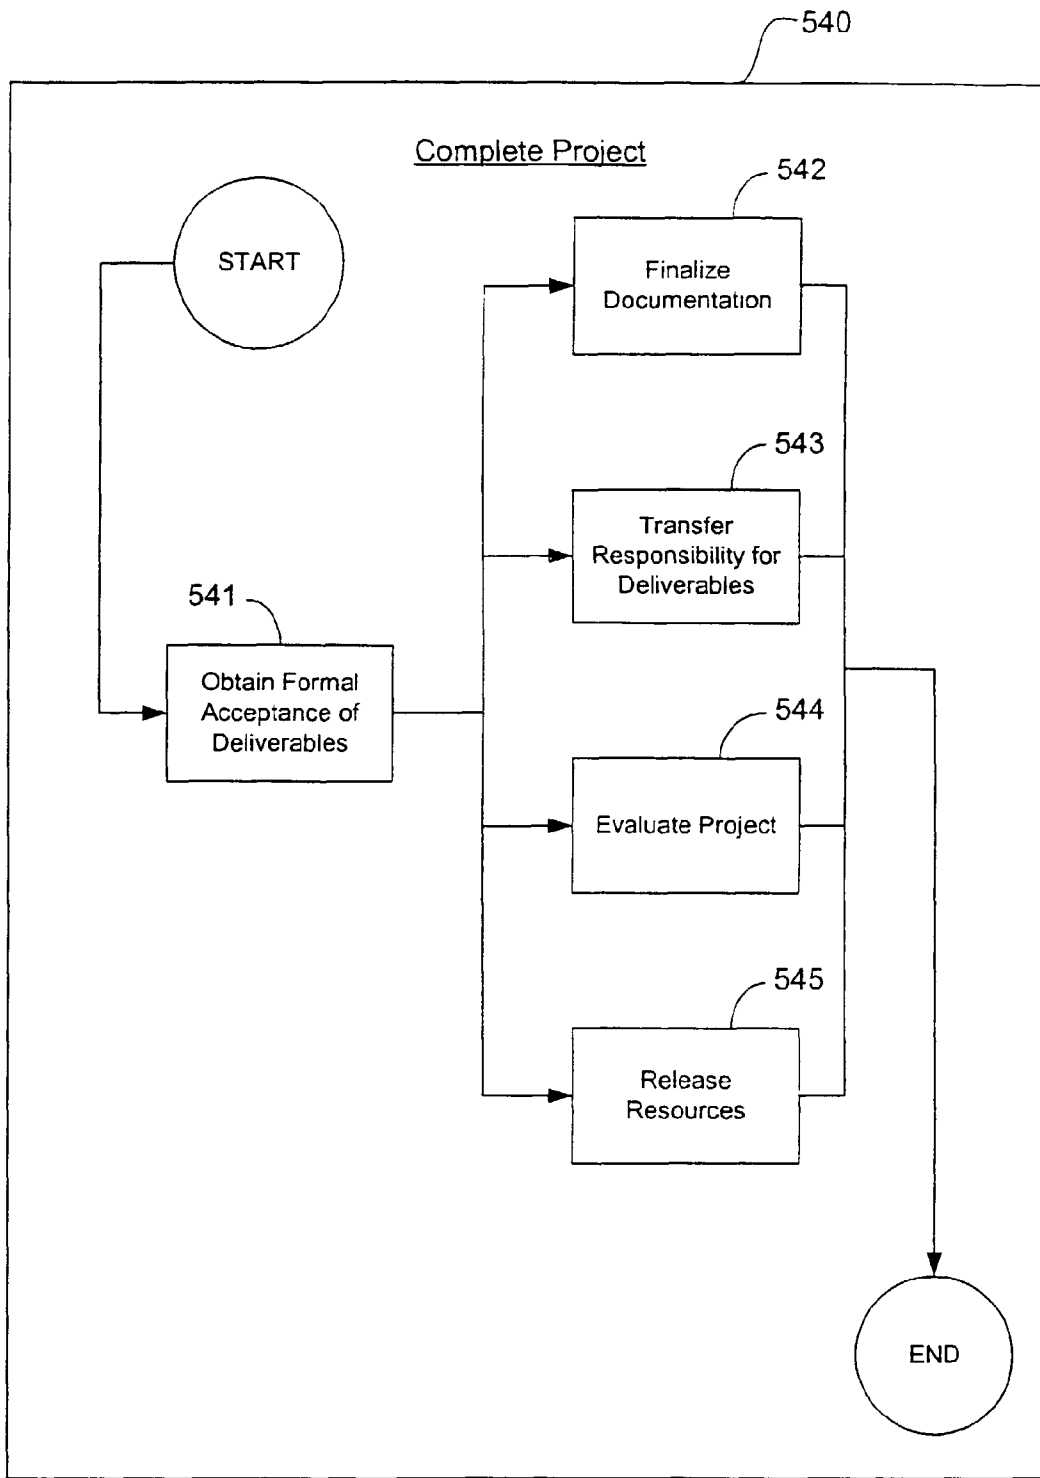 540
Complete Project
START
542
Finalize
Documentation
543
Transfer
Responsibility for
Deliverables
541
Obtain Formal
Acceptance of
Deliverables
544
Evaluate Project
545
Release
Resources
END